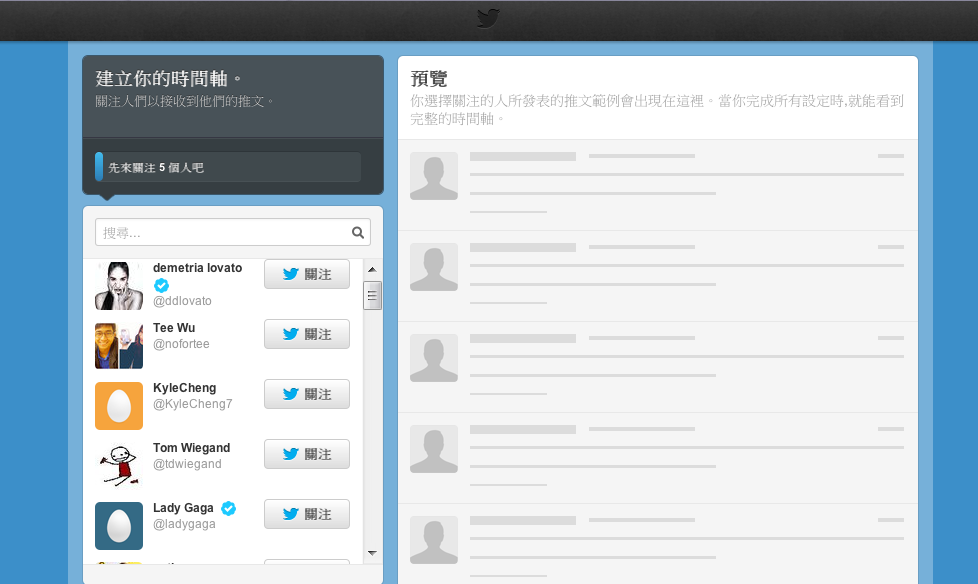 建立你的時間軸。
關注人們以接收到他們的推文。
先來關注 5 個人吧
搜尋...
demetria lovato
@ddlovato
關注
Tee Wu
@nofortee
關注
KyleCheng
@KyleCheng7
關注
Tom Wiegand
@tdwiegand
關注
Lady Gaga
@ladygaga
關注
預覽
你選擇關注的人所發表的推文範例會出現在這裡。當你完成所有設定時,就能看到
完整的時間軸。